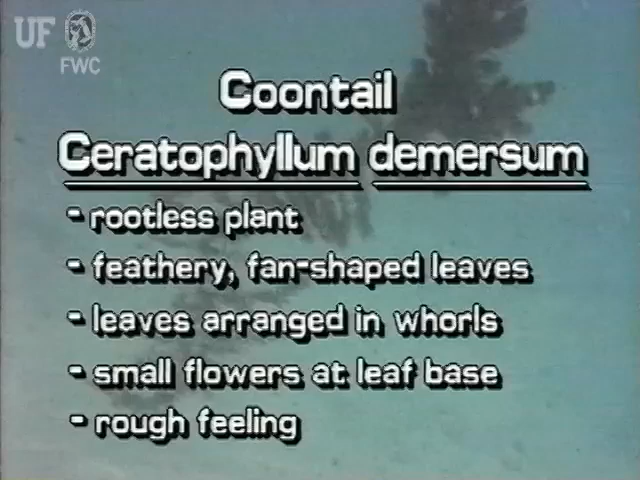 UF
FWC
Coontail
Ceratophyllum demersum
- rootless plant
- feathery, fan-shaped leaves
- leaves arranged in whorls
- small flowers at leaf base
- rough feeling